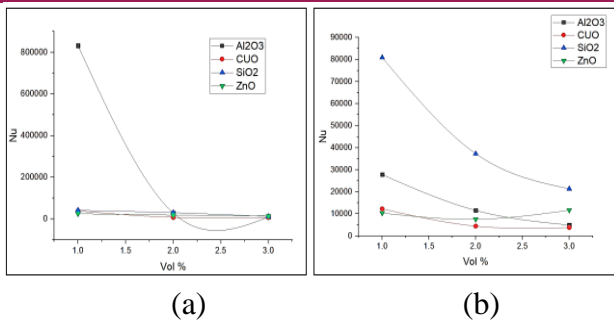 800000
600000
400000
200000
0
Nu
1.0 1.5 2.0 2.5 3.0
Vol %
Al2O3
CUO
SiO2
ZnO
(a)
90000
80000
70000
60000
50000
40000
30000
20000
10000
0
Nu
1.0 1.5 2.0 2.5 3.0
Vol %
Al2O3
CUO
SiO2
ZnO
(b)